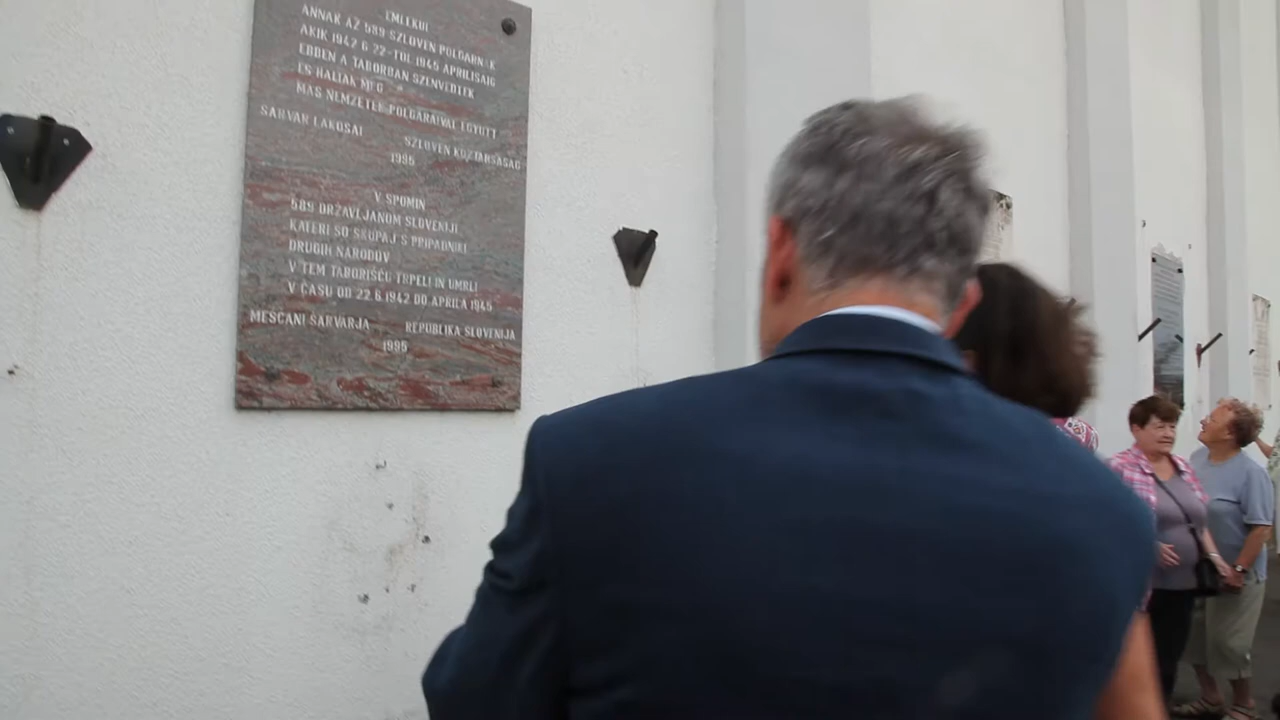 EMLÉKÜL
ANNAK AZ 589 SZLOVÉN POLGÁRNAK
AKIK 1942 6 22-TŐL 1945 ÁPRILISÁIG
EBBEN A TÁBORBAN SZENVEDTEK
ÉS HALTAK MEG
MÁS NEMZETEK POLGÁRAIVAL EGYÜTT
SÁRVÁR LAKOSAI
SZLOVÉN KÖZTÁRSASÁG
1995
V SPOMIN
589 DRŽAVLJANOM SLOVENIJE
KATERI SO SKUPAJ S PRIPADNIKI
DRUGIH NARODOV
V TEM TABORIŠČU TRPELI IN UMRLI
V ČASU OD 22.6.1942 DO APRILA 1945
MEŠČANI SARVARJA
REPUBLIKA SLOVENIJA
1995